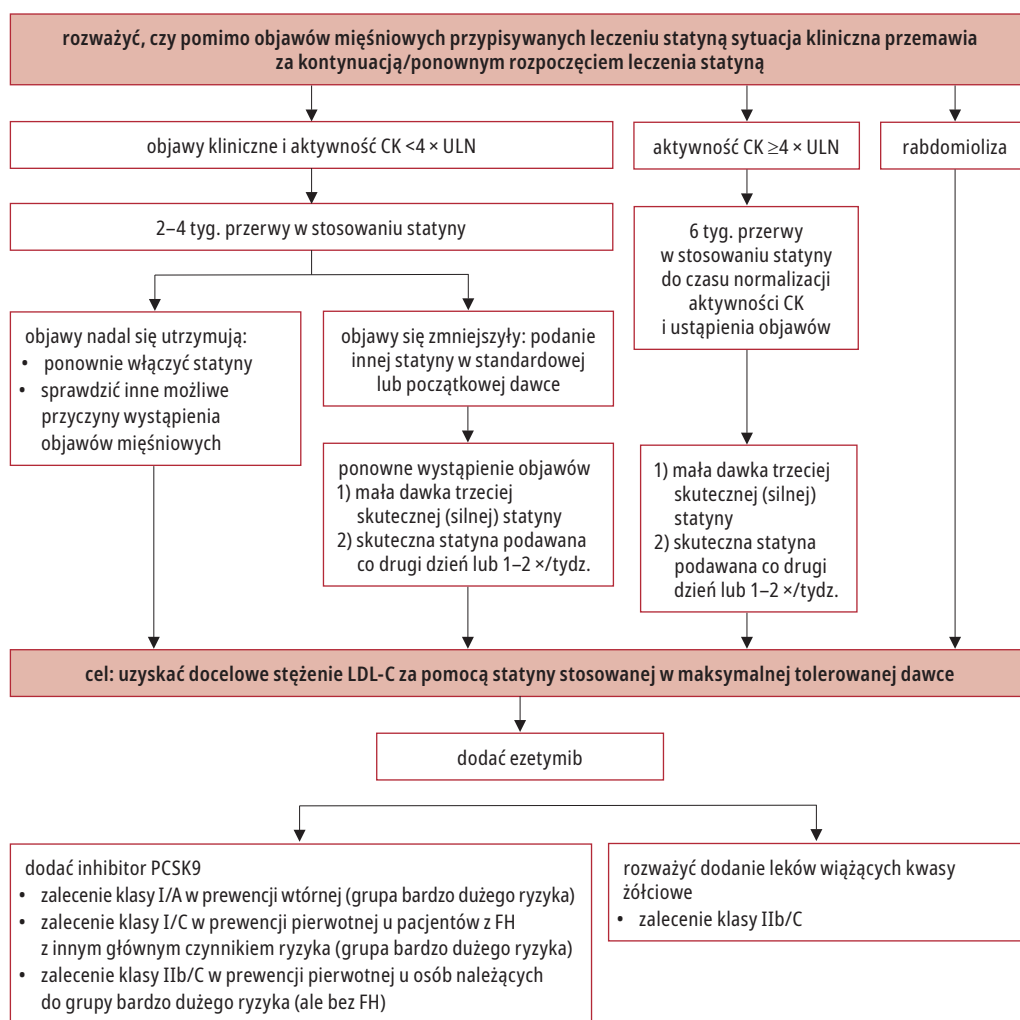 rozważyć, czy pomimo objawów mięśniowych przypisywanych leczeniu statyną sytuacja kliniczna przemawia
za kontynuacją/ponownym rozpoczęciem leczenia statyną
objawy kliniczne i aktywność CK <4 × ULN
aktywność CK ≥4 × ULN
rabdomioliza
2–4 tyg. przerwy w stosowaniu statyny
6 tyg. przerwy
w stosowaniu statyny
do czasu normalizacji
aktywności CK
i ustąpienia objawów
objawy nadal się utrzymują:
• ponownie włączyć statyny
• sprawdzić inne możliwe
przyczyny wystąpienia
objawów mięśniowych
objawy się zmniejszyły: podanie
innej statyny w standardowej
lub początkowej dawce
ponowne wystąpienie objawów
1) mała dawka trzeciej
skutecznej (silnej) statyny
2) skuteczna statyna podawana
co drugi dzień lub 1–2 ×/tydz.
1) mała dawka trzeciej
skutecznej (silnej)
statyny
2) skuteczna statyna
podawana co drugi
dzień lub 1–2 ×/tydz.
cel: uzyskać docelowe stężenie LDL-C za pomocą statyny stosowanej w maksymalnej tolerowanej dawce
dodać ezetymib
dodać inhibitor PCSK9
• zalecenie klasy I/A w prewencji wtórnej (grupa bardzo dużego ryzyka)
• zalecenie klasy I/C w prewencji pierwotnej u pacjentów z FH
z innym głównym czynnikiem ryzyka (grupa bardzo dużego ryzyka)
• zalecenie klasy IIb/C w prewencji pierwotnej u osób należących
do grupy bardzo dużego ryzyka (ale bez FH)
rozważyć dodanie leków wiążących kwasy
żółciowe
• zalecenie klasy IIb/C